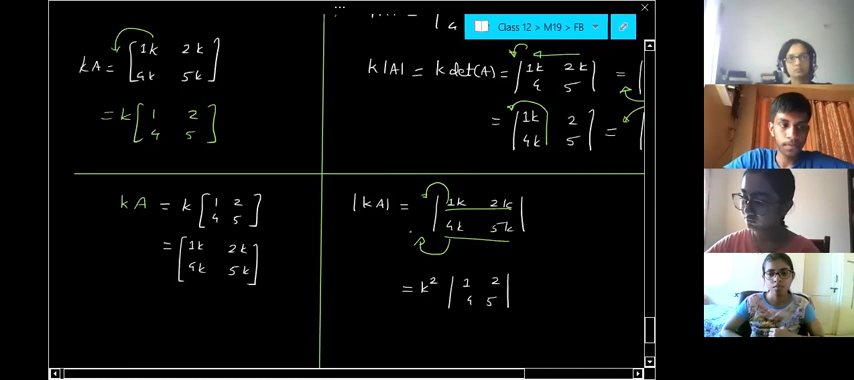 Class 12 > M19 > FB
kA = [1k 2k
4k 5k]
= k [1 2
4 5]
k|A| = k det(A) = |1k 2k
4 5| =
= |1k 2
4k 5| =
kA = k [1 2
4 5]
= [1k 2k
4k 5k]
|kA| = |1k 2k
4k 5k|
= k² |1 2
4 5|